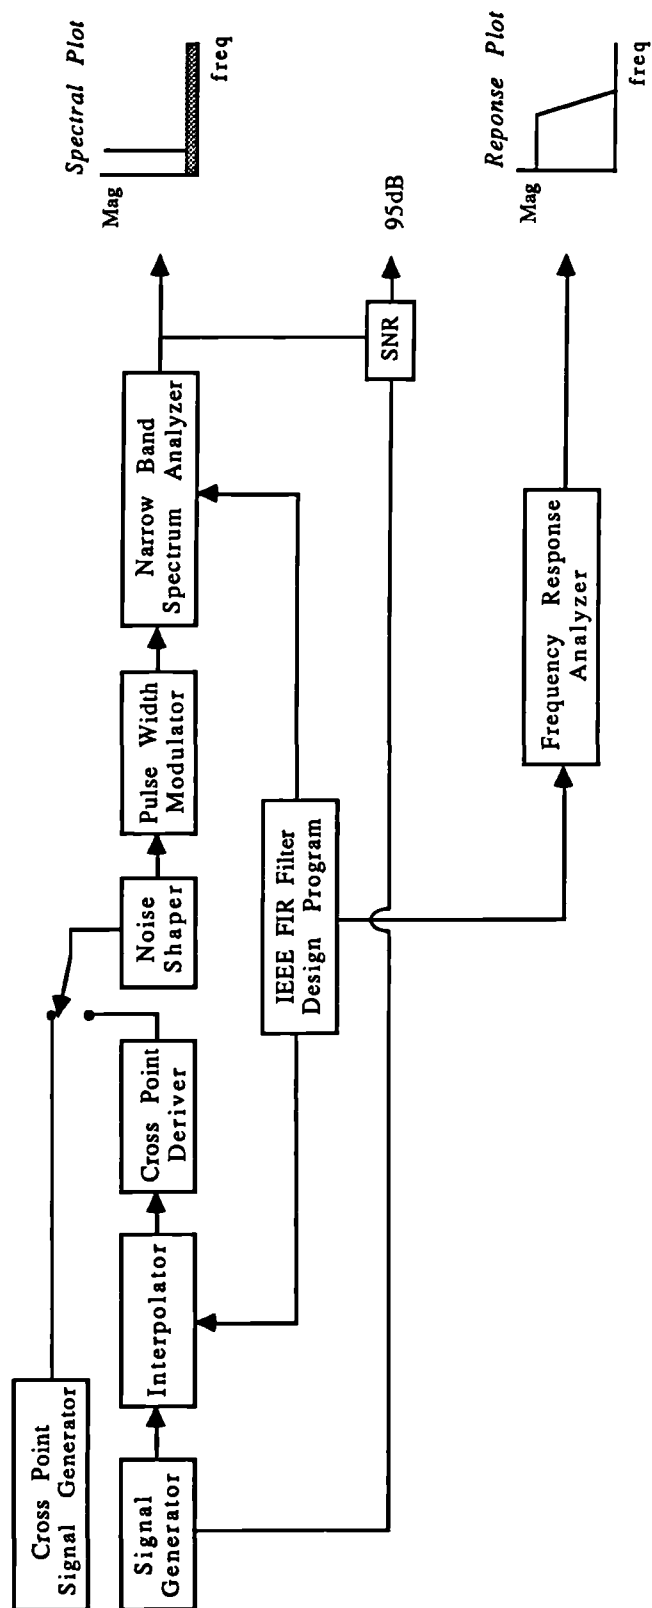 Cross Point
Signal Generator
Signal
Generator
Interpolator
Cross Point
Deriver
Noise
Shaper
Pulse Width
Modulator
Narrow Band
Spectrum Analyzer
Spectral Plot
Mag
freq
IEEE FIR Filter
Design Program
SNR
95dB
Frequency Response
Analyzer
Reponse Plot
Mag
freq